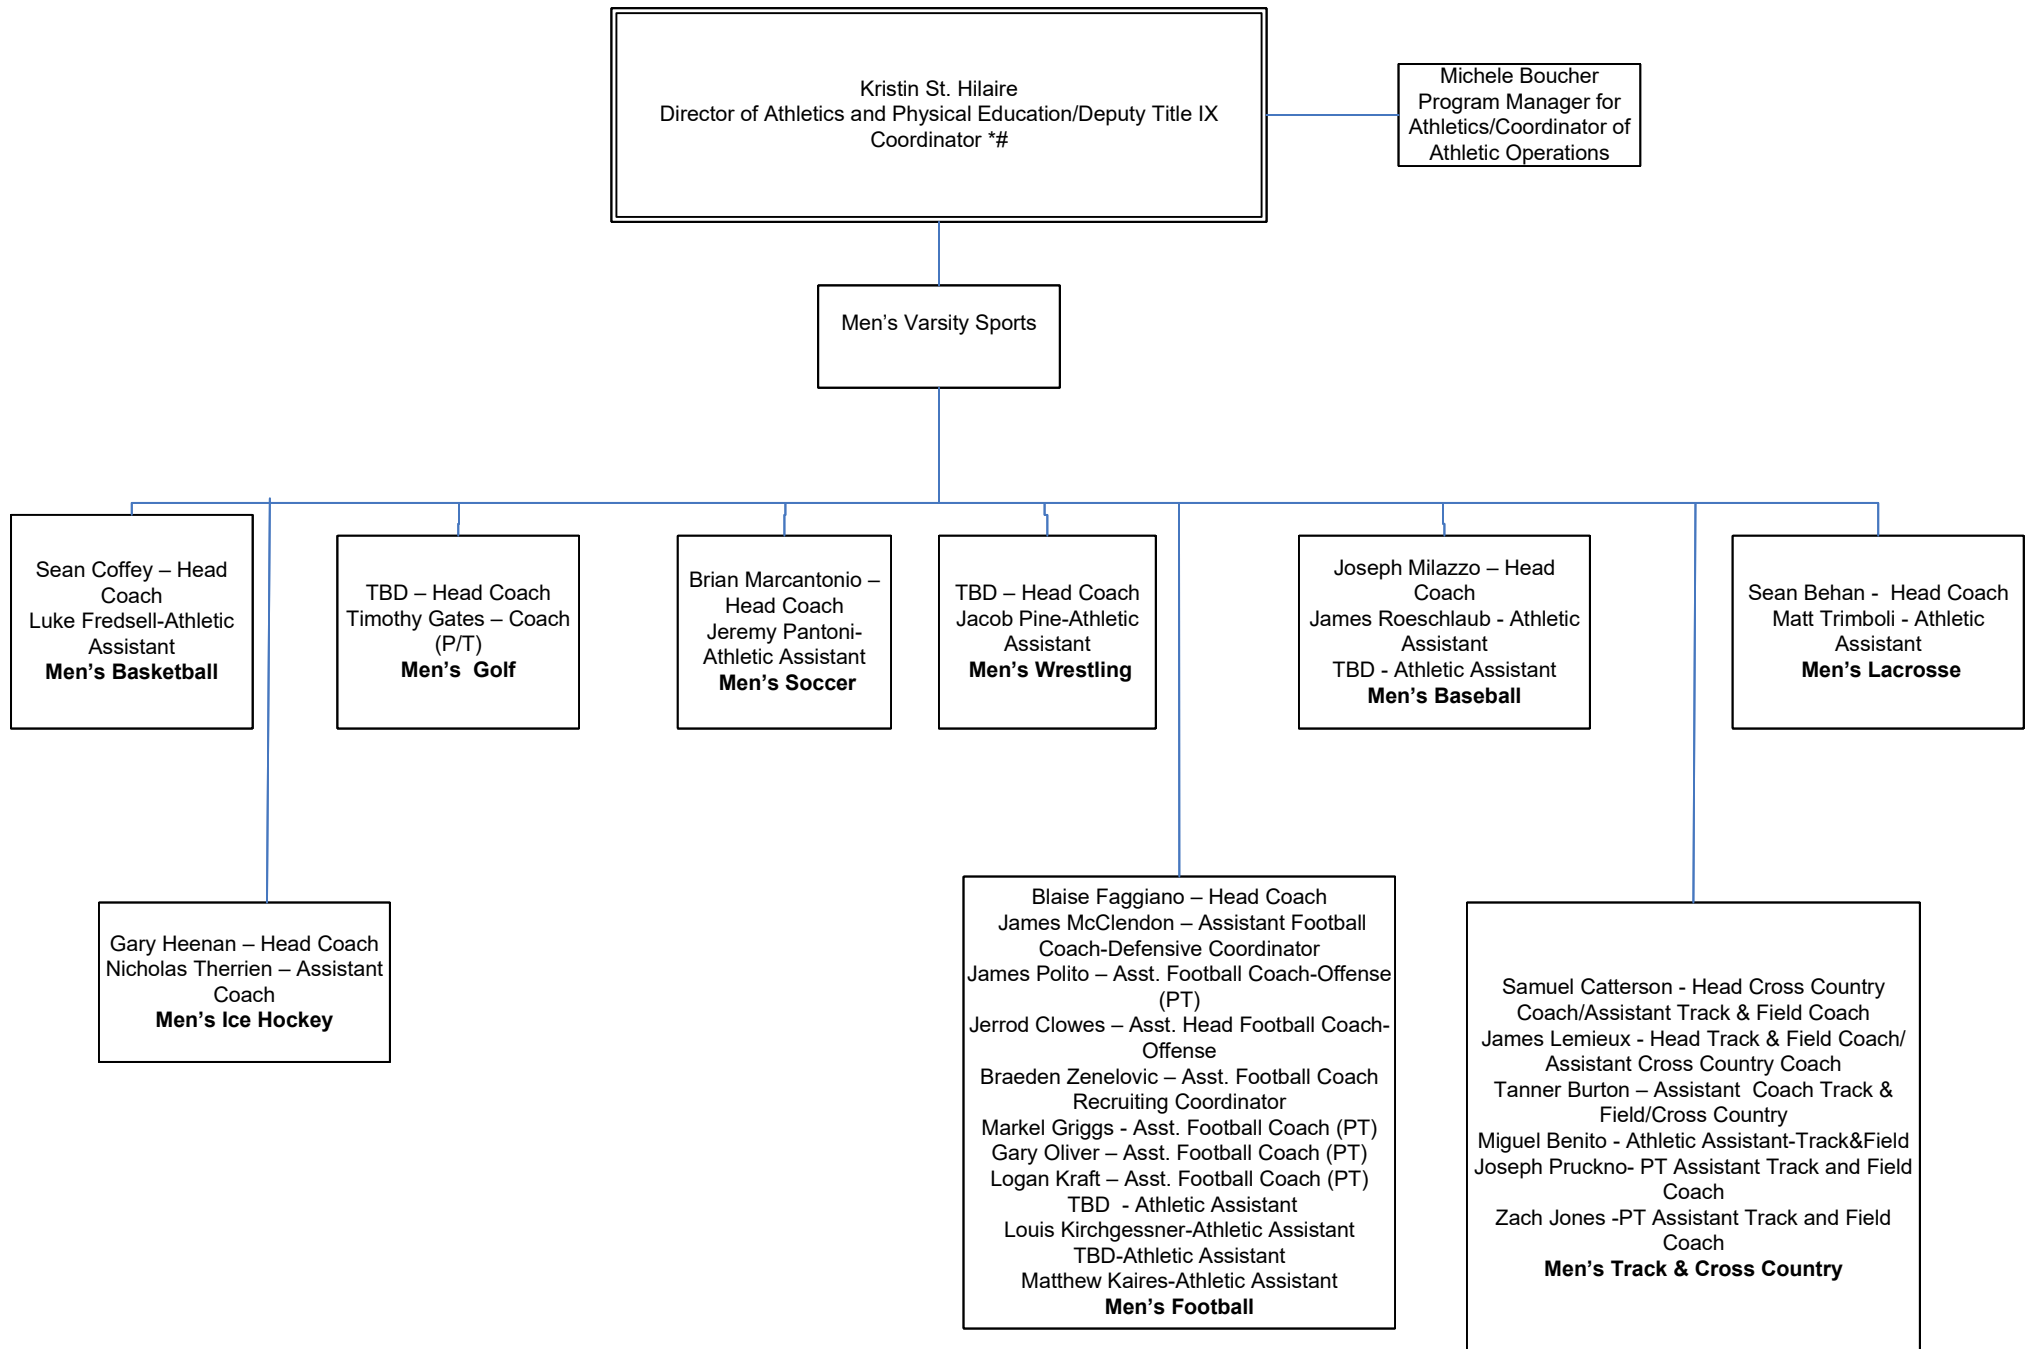 Kristin St. Hilaire
Director of Athletics and Physical Education/Deputy Title IX
Coordinator *#
Michele Boucher
Program Manager for
Athletics/Coordinator of
Athletic Operations
Men’s Varsity Sports
Sean Coffey – Head
Coach
Luke Fredsell-Athletic
Assistant
Men’s Basketball
TBD – Head Coach
Timothy Gates – Coach
(P/T)
Men’s  Golf
Brian Marcantonio –
Head Coach
Jeremy Pantoni-
Athletic Assistant
Men’s Soccer
TBD – Head Coach
Jacob Pine-Athletic
Assistant
Men’s Wrestling
Joseph Milazzo – Head
Coach
James Roeschlaub - Athletic
Assistant
TBD - Athletic Assistant
Men’s Baseball
Sean Behan -  Head Coach
Matt Trimboli - Athletic
Assistant
Men’s Lacrosse
Gary Heenan – Head Coach
Nicholas Therrien – Assistant
Coach
Men’s Ice Hockey
Blaise Faggiano – Head Coach
James McClendon – Assistant Football
Coach-Defensive Coordinator
James Polito – Asst. Football Coach-Offense
(PT)
Jerrod Clowes – Asst. Head Football Coach-
Offense
Braeden Zenelovic – Asst. Football Coach
Recruiting Coordinator
Markel Griggs - Asst. Football Coach (PT)
Gary Oliver – Asst. Football Coach (PT)
Logan Kraft – Asst. Football Coach (PT)
TBD  - Athletic Assistant
Louis Kirchgessner-Athletic Assistant
TBD-Athletic Assistant
Matthew Kaires-Athletic Assistant
Men’s Football
Samuel Catterson - Head Cross Country
Coach/Assistant Track & Field Coach
James Lemieux - Head Track & Field Coach/
Assistant Cross Country Coach
Tanner Burton – Assistant  Coach Track &
Field/Cross Country
Miguel Benito - Athletic Assistant-Track&Field
Joseph Pruckno- PT Assistant Track and Field
Coach
Zach Jones -PT Assistant Track and Field
Coach
Men’s Track & Cross Country